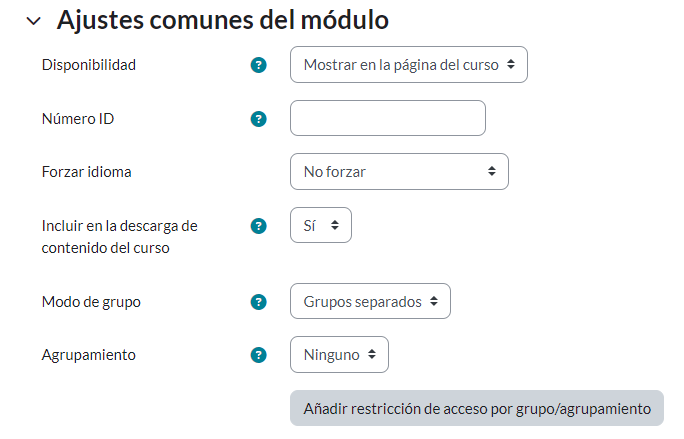 Ajustes comunes del módulo
Disponibilidad ? Mostrar en la página del curso
Número ID ?
Forzar idioma No forzar
Incluir en la descarga de ? Sí
contenido del curso
Modo de grupo ? Grupos separados
Agrupamiento ? Ninguno
Añadir restricción de acceso por grupo/agrupamiento